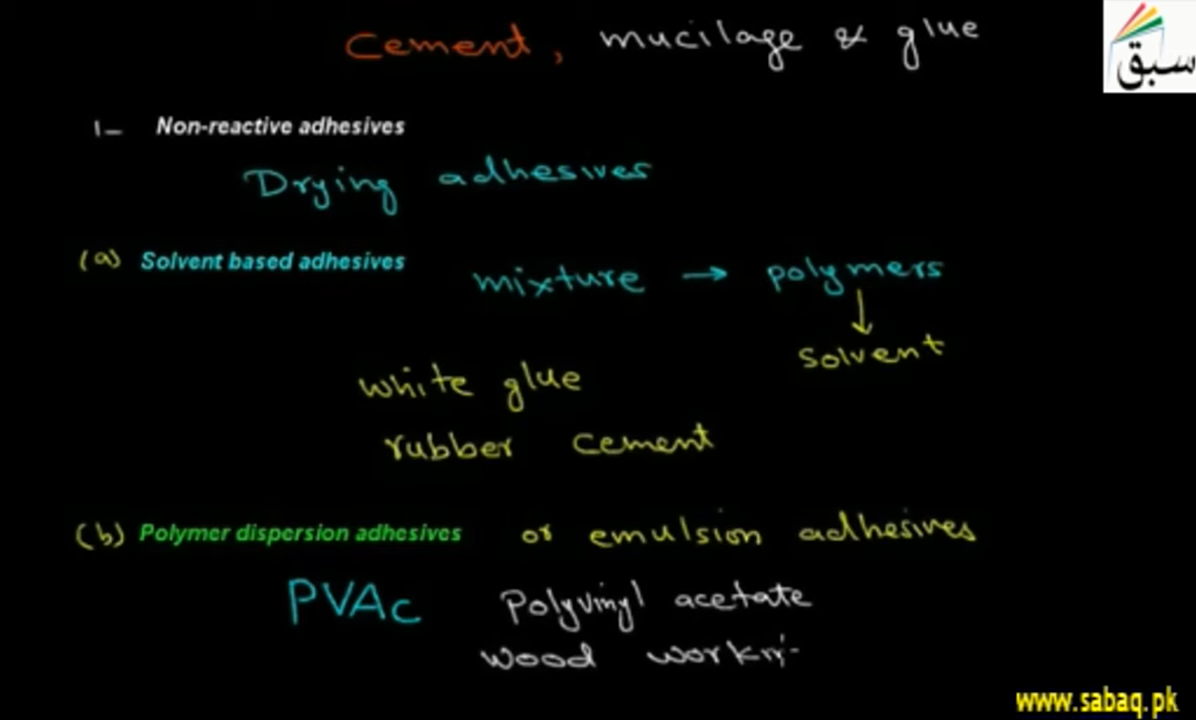 Cement, mucilage & glue
سبق
1- Non-reactive adhesives
Drying adhesives
(a) Solvent based adhesives mixture → polymers
↓
Solvent
white glue
rubber cement
(b) Polymer dispersion adhesives or emulsion adhesives
PVAc Polyvinyl acetate
wood
www.sabaq.pk